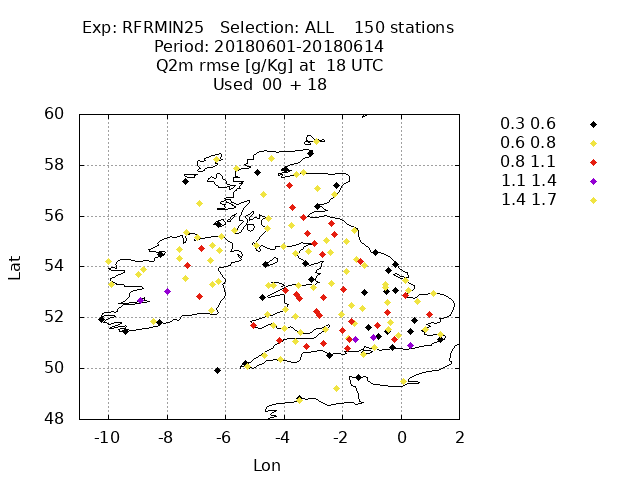 Exp: RFRMIN25 Selection: ALL 150 stations
Period: 20180601-20180614
Q2m rmse [g/Kg] at 18 UTC
Used 00 + 18
60
58
56
54
52
50
48
Lat
-10 -8 -6 -4 -2 0 2
Lon
0.3 0.6
0.6 0.8
0.8 1.1
1.1 1.4
1.4 1.7